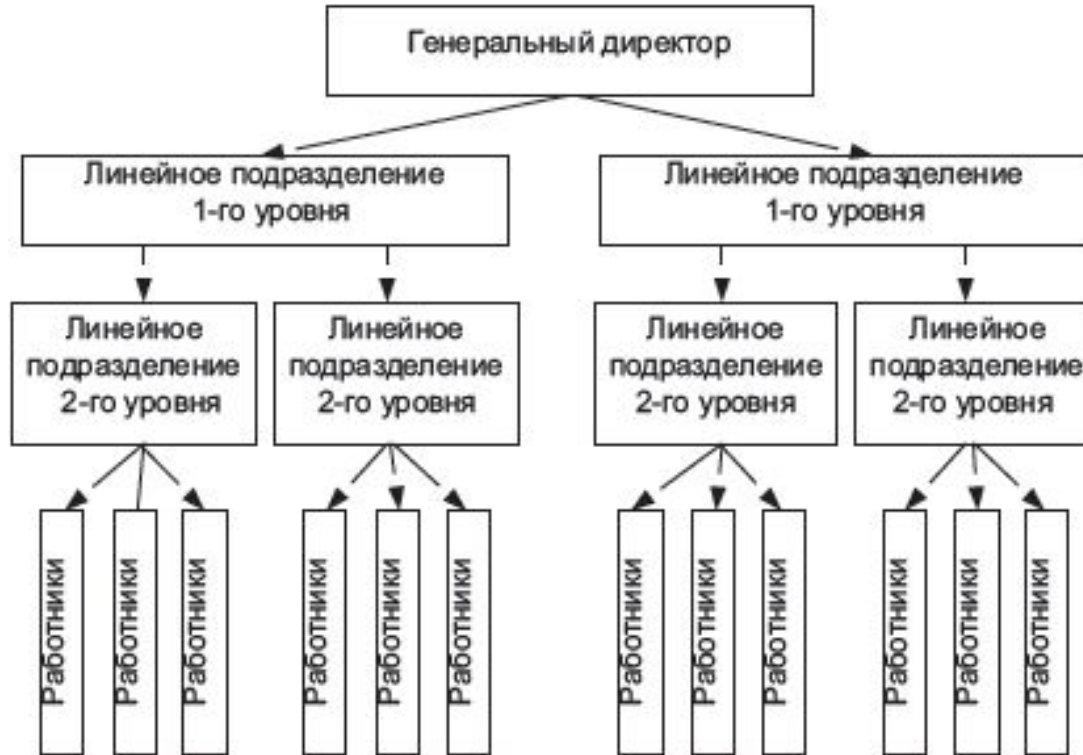 Генеральный директор
Линейное подразделение
1-го уровня
Линейное подразделение
1-го уровня
Линейное
подразделение
2-го уровня
Линейное
подразделение
2-го уровня
Линейное
подразделение
2-го уровня
Линейное
подразделение
2-го уровня
Работники
Работники
Работники
Работники
Работники
Работники
Работники
Работники
Работники
Работники
Работники
Работники